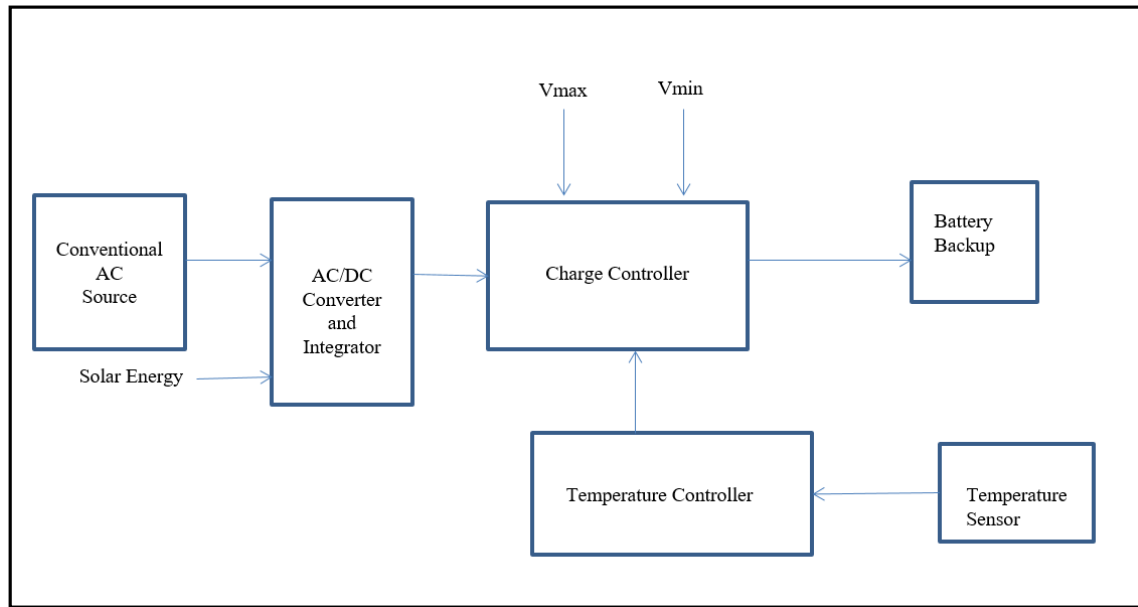 Vmax
Vmin
Conventional
AC
Source
Solar Energy
AC/DC
Converter
and
Integrator
Charge Controller
Battery
Backup
Temperature Controller
Temperature
Sensor